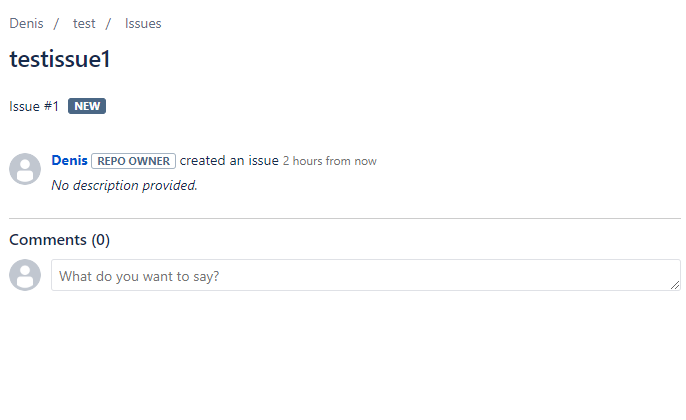 Denis / test / Issues
testissue1
Issue #1 NEW
Denis REPO OWNER created an issue 2 hours from now
No description provided.
Comments (0)
What do you want to say?